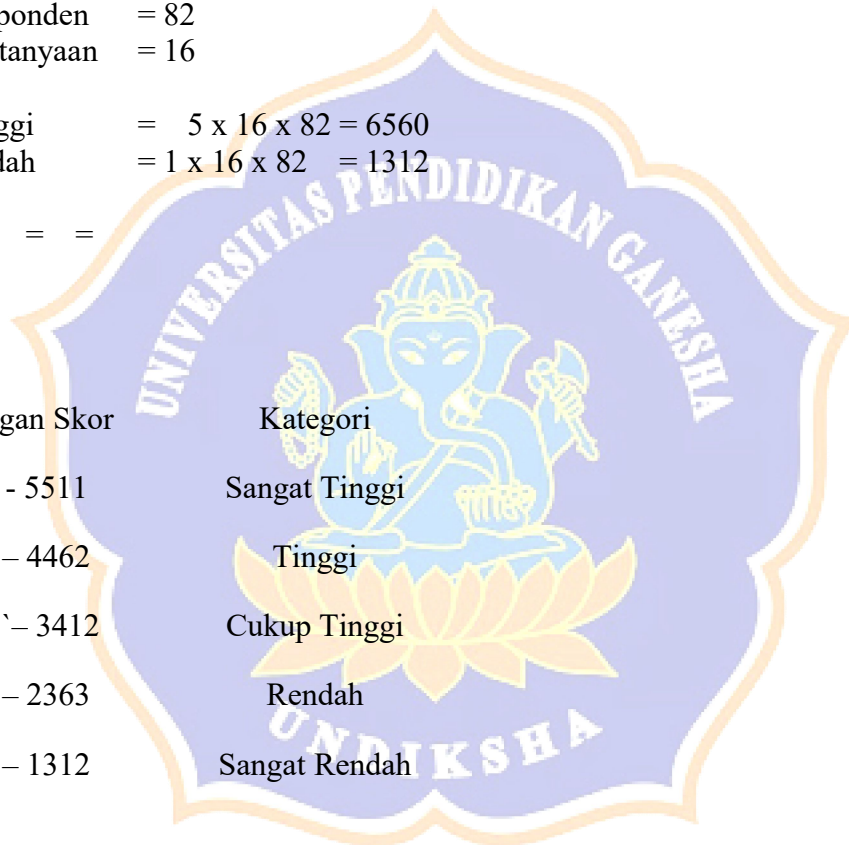 ponden = 82
tanyaan = 16
ggi = 5 x 16 x 82 = 6560
dah = 1 x 16 x 82 = 1312
= =
UNIVERSITAS PENDIDIKAN GANESHA
gan Skor Kategori
- 5511 Sangat Tinggi
– 4462 Tinggi
`– 3412 Cukup Tinggi
– 2363 Rendah
– 1312 Sangat Rendah
UNDIKSHA